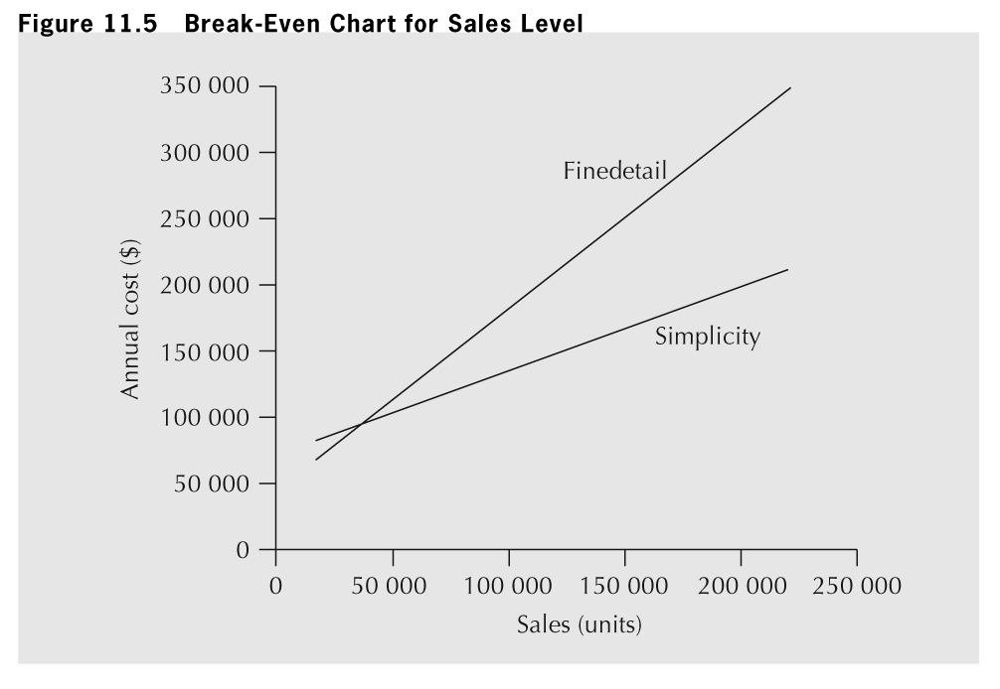 Figure 11.5 Break-Even Chart for Sales Level
350 000
300 000
Finedetail
250 000
200 000
Simplicity
150 000
100 000
50 000
0
Annual cost ($)
0 50 000 100 000 150 000 200 000 250 000
Sales (units)